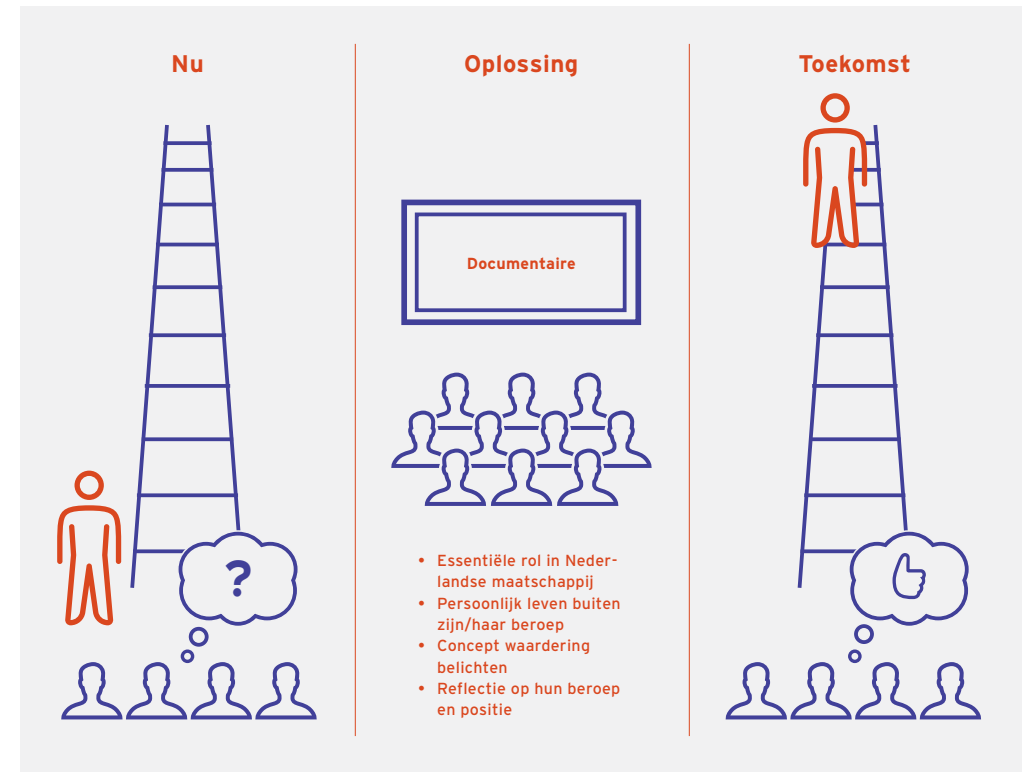 Nu
Oplossing
Toekomst
Documentaire
?
• Essentiële rol in Neder-
landse maatschappij
• Persoonlijk leven buiten
zijn/haar beroep
• Concept waardering
belichten
• Reflectie op hun beroep
en positie